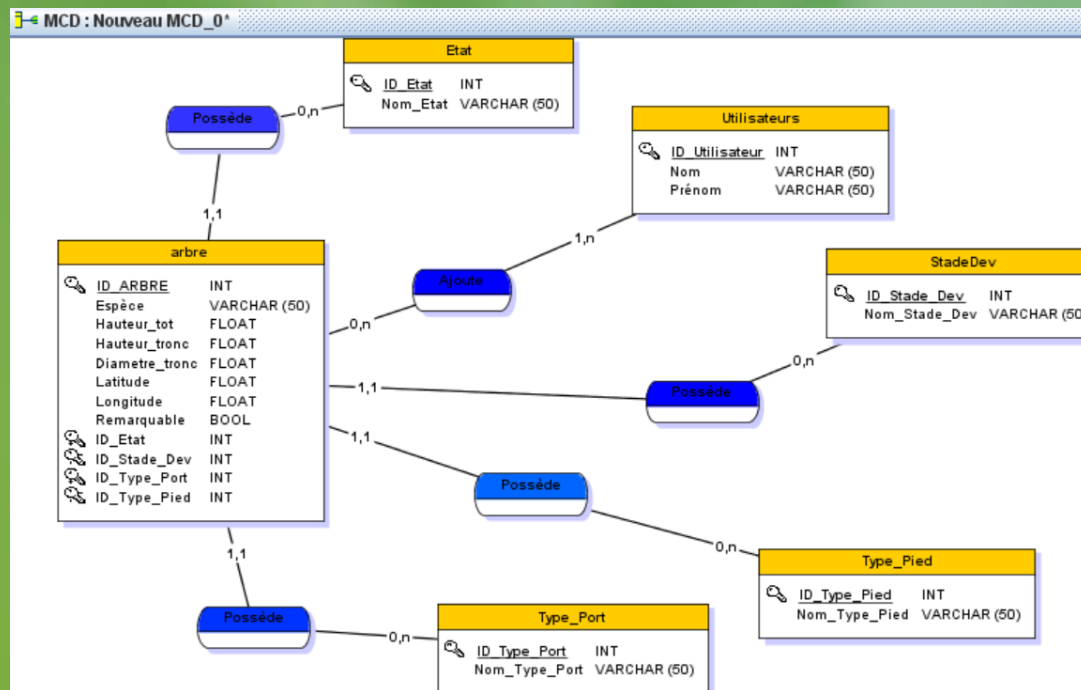 MCD : Nouveau MCD_0*
Etat
ID_Etat INT
Nom_Etat VARCHAR (50)
Possède
0,n
1,1
Utilisateurs
ID_Utilisateur INT
Nom VARCHAR (50)
Prénom VARCHAR (50)
1,n
Ajoute
0,n
arbre
ID_ARBRE INT
Espèce VARCHAR (50)
Hauteur_tot FLOAT
Hauteur_tronc FLOAT
Diametre_tronc FLOAT
Latitude FLOAT
Longitude FLOAT
Remarquable BOOL
ID_Etat INT
ID_Stade_Dev INT
ID_Type_Port INT
ID_Type_Pied INT
StadeDev
ID_Stade_Dev INT
Nom_Stade_Dev VARCHAR (50
0,n
1,1
Possède
1,1
Possède
0,n
Type_Pied
ID_Type_Pied INT
Nom_Type_Pied VARCHAR (50)
1,1
Possède
0,n
Type_Port
ID_Type_Port INT
Nom_Type_Port VARCHAR (50)